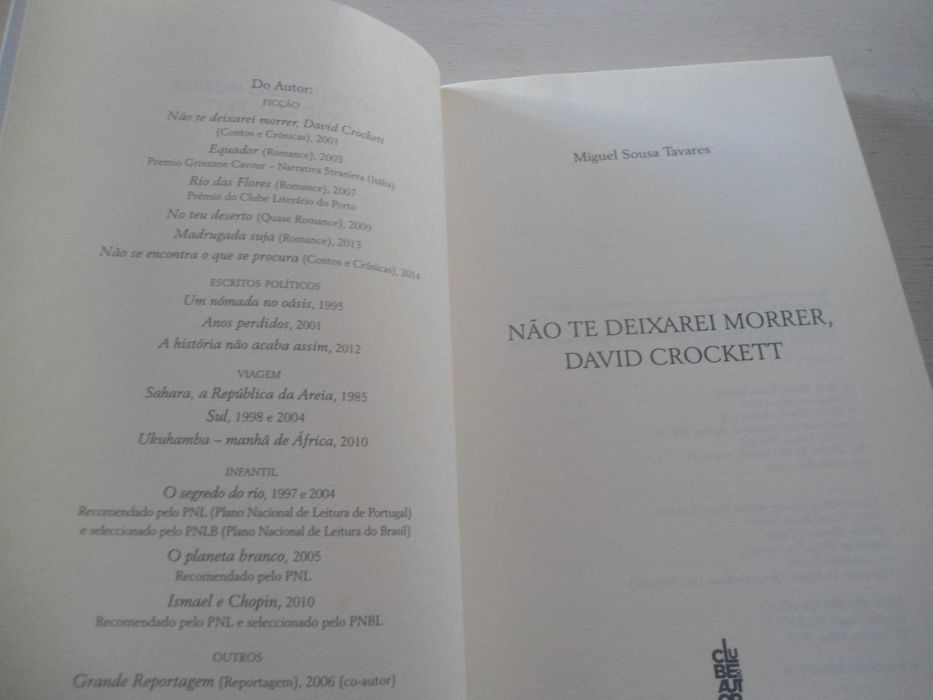 Do Autor:
FICÇÃO
Não te deixarei morrer, David Crockett
(Contos e Crónicas), 2001
Equador (Romance), 2003
Premio Grinzane Cavour – Narrativa Straniera (Itália)
Rio das Flores (Romance), 2007
Prémio do Clube Literário do Porto
No teu deserto (Quase Romance), 2009
Madrugada suja (Romance), 2013
Não se encontra o que se procura (Contos e Crónicas), 2014
ESCRITOS POLÍTICOS
Um nómada no oásis, 1995
Anos perdidos, 2001
A história não acaba assim, 2012
VIAGEM
Sahara, a República da Areia, 1985
Sul, 1998 e 2004
Ukuhamba – manhã de África, 2010
INFANTIL
O segredo do rio, 1997 e 2004
Recomendado pelo PNL (Plano Nacional de Leitura de Portugal)
e seleccionado pelo PNLB (Plano Nacional de Leitura do Brasil)
O planeta branco, 2005
Recomendado pelo PNL
Ismael e Chopin, 2010
Recomendado pelo PNL e seleccionado pelo PNBL
OUTROS
Grande Reportagem (Reportagem), 2006 (co-autor)
Miguel Sousa Tavares
NÃO TE DEIXAREI MORRER,
DAVID CROCKETT